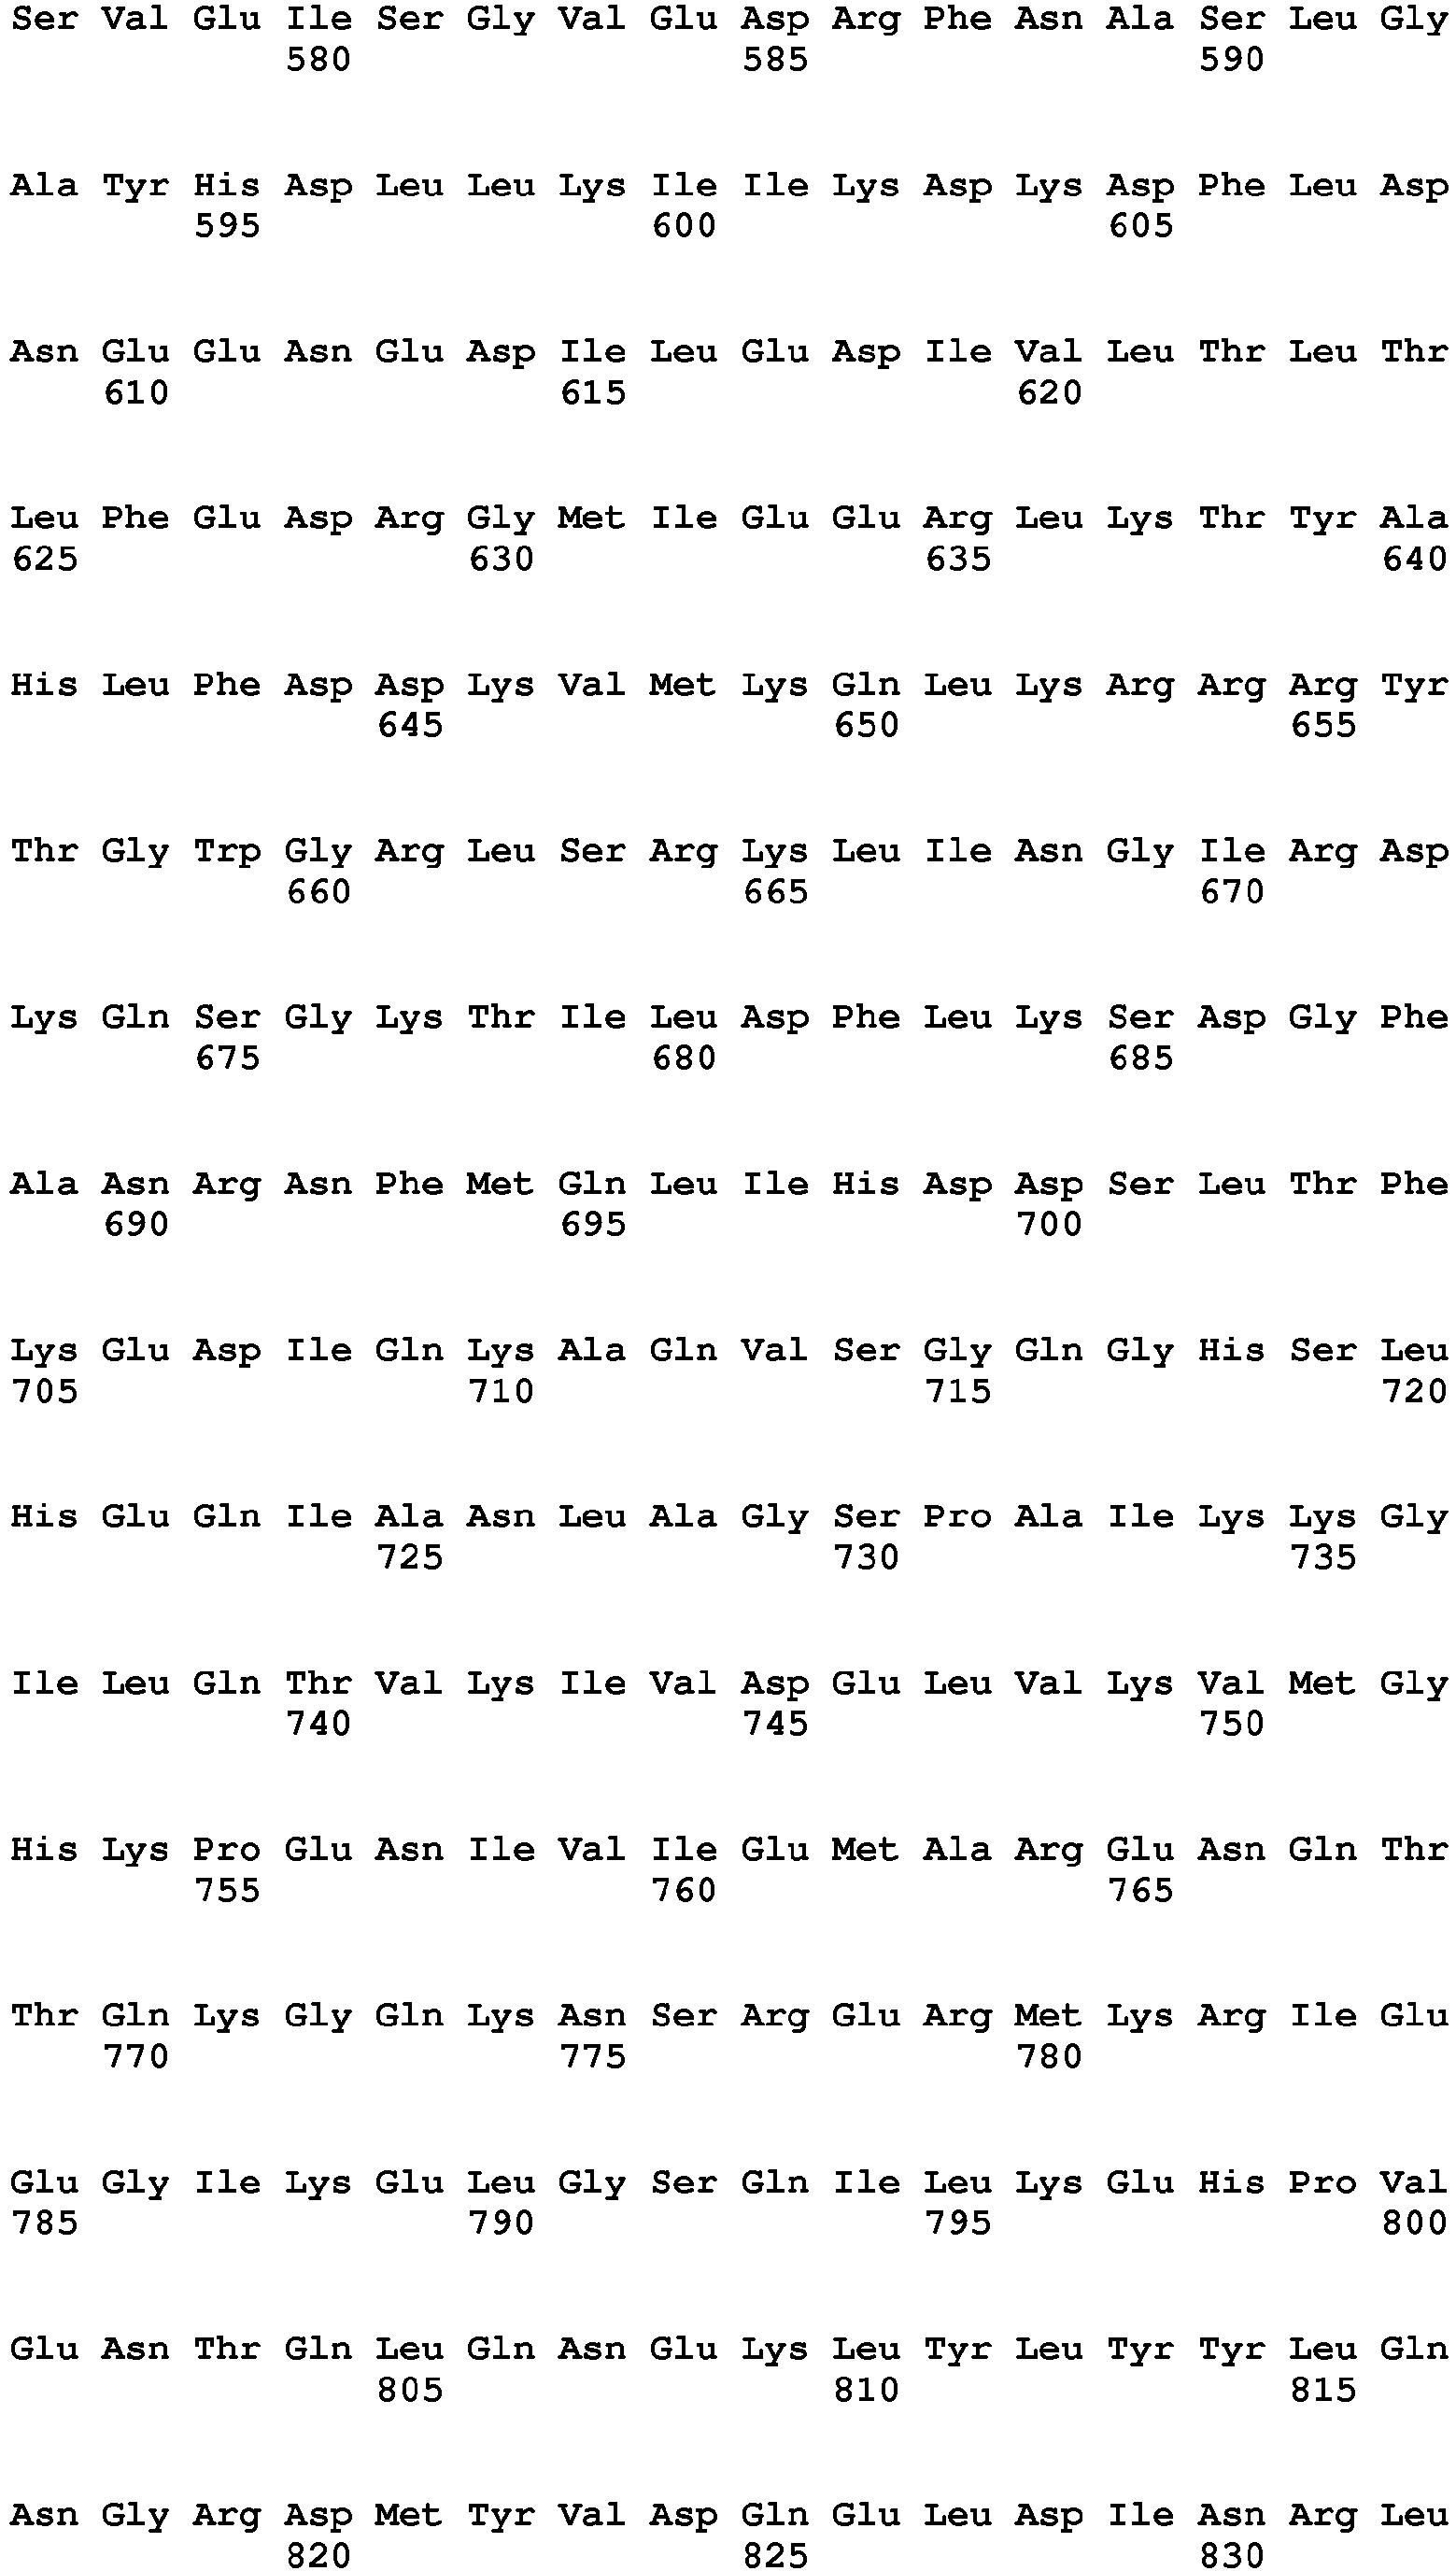 Ser Val Glu Ile Ser Gly Val Glu Asp Arg Phe Asn Ala Ser Leu Gly
580 585 590
Ala Tyr His Asp Leu Leu Lys Ile Ile Lys Asp Lys Asp Phe Leu Asp
595 600 605
Asn Glu Glu Asn Glu Asp Ile Leu Glu Asp Ile Val Leu Thr Leu Thr
610 615 620
Leu Phe Glu Asp Arg Gly Met Ile Glu Glu Arg Leu Lys Thr Tyr Ala
625 630 635 640
His Leu Phe Asp Asp Lys Val Met Lys Gln Leu Lys Arg Arg Arg Tyr
645 650 655
Thr Gly Trp Gly Arg Leu Ser Arg Lys Leu Ile Asn Gly Ile Arg Asp
660 665 670
Lys Gln Ser Gly Lys Thr Ile Leu Asp Phe Leu Lys Ser Asp Gly Phe
675 680 685
Ala Asn Arg Asn Phe Met Gln Leu Ile His Asp Asp Ser Leu Thr Phe
690 695 700
Lys Glu Asp Ile Gln Lys Ala Gln Val Ser Gly Gln Gly His Ser Leu
705 710 715 720
His Glu Gln Ile Ala Asn Leu Ala Gly Ser Pro Ala Ile Lys Lys Gly
725 730 735
Ile Leu Gln Thr Val Lys Ile Val Asp Glu Leu Val Lys Val Met Gly
740 745 750
His Lys Pro Glu Asn Ile Val Ile Glu Met Ala Arg Glu Asn Gln Thr
755 760 765
Thr Gln Lys Gly Gln Lys Asn Ser Arg Glu Arg Met Lys Arg Ile Glu
770 775 780
Glu Gly Ile Lys Glu Leu Gly Ser Gln Ile Leu Lys Glu His Pro Val
785 790 795 800
Glu Asn Thr Gln Leu Gln Asn Glu Lys Leu Tyr Leu Tyr Tyr Leu Gln
805 810 815
Asn Gly Arg Asp Met Tyr Val Asp Gln Glu Leu Asp Ile Asn Arg Leu
820 825 830